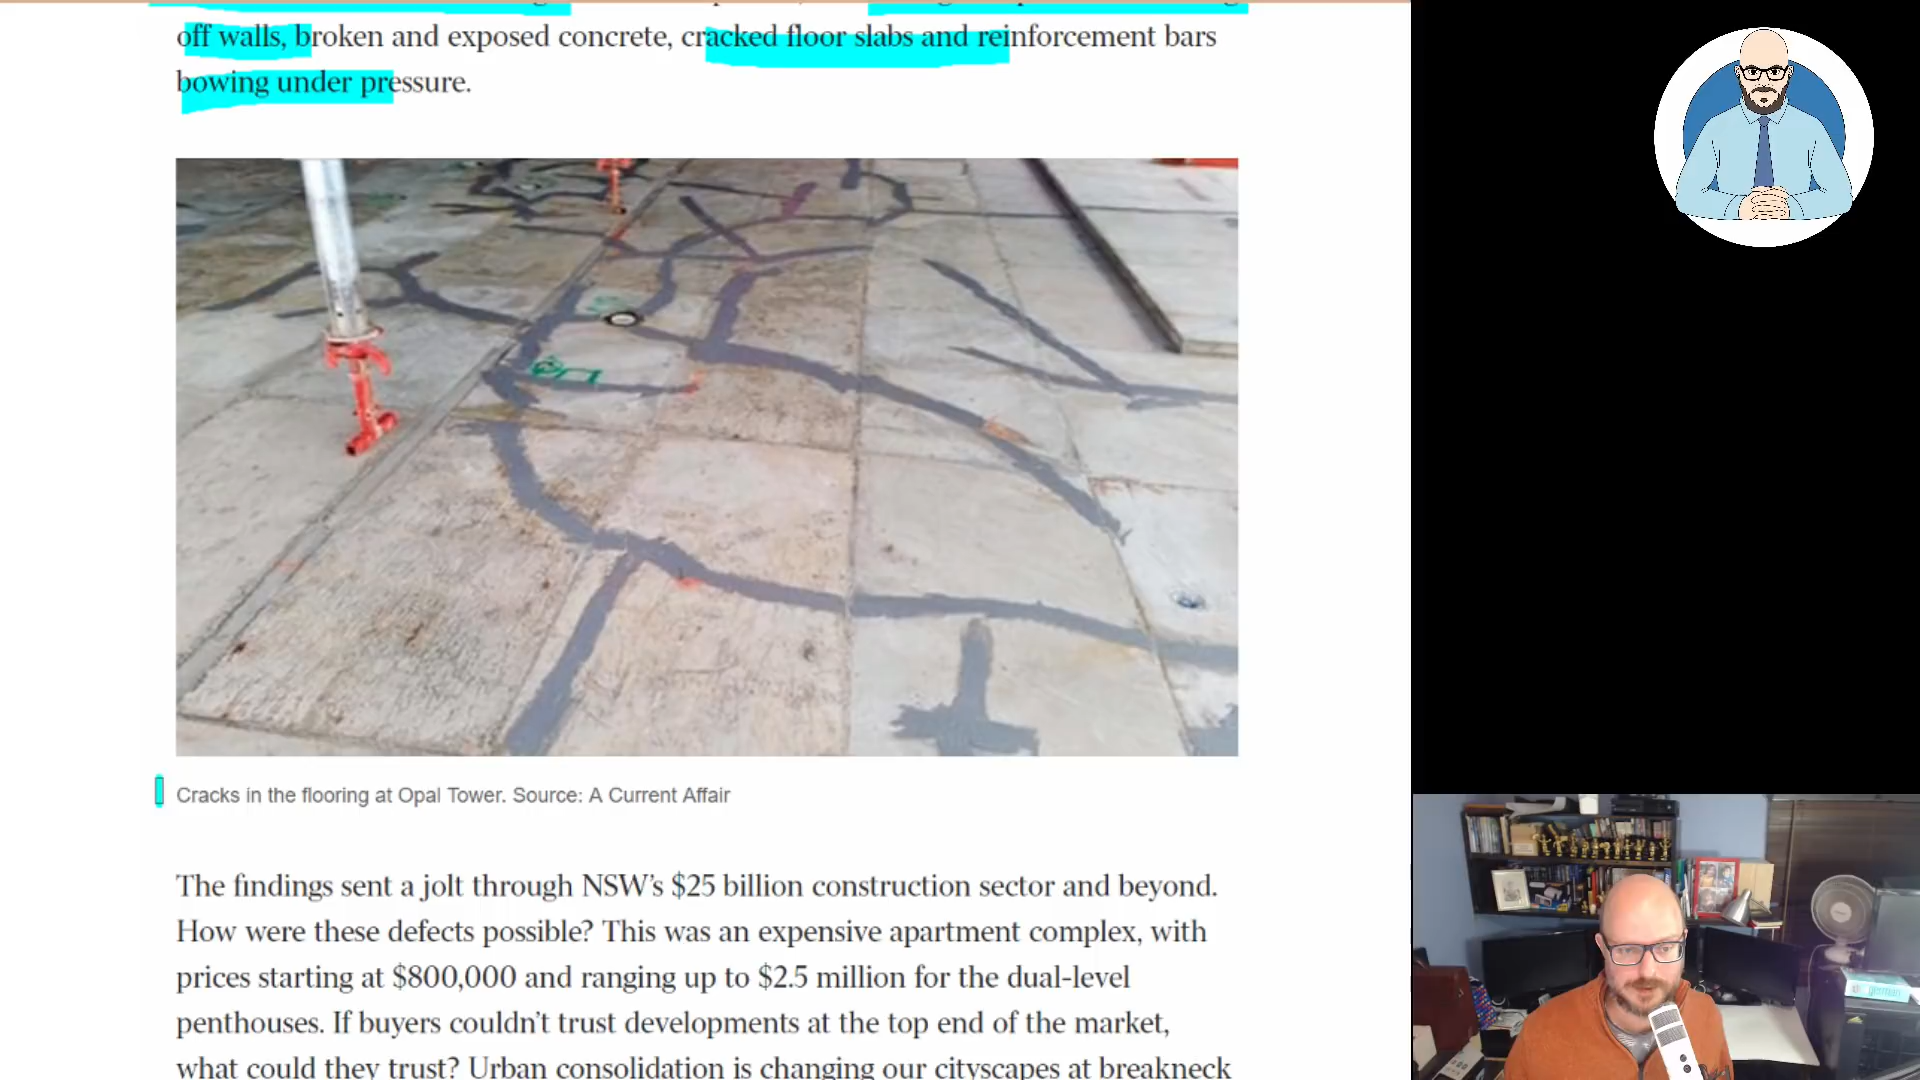 off walls, broken and exposed concrete, cracked floor slabs and reinforcement bars
bowing under pressure.
Cracks in the flooring at Opal Tower. Source: A Current Affair
The findings sent a jolt through NSW's $25 billion construction sector and beyond.
How were these defects possible? This was an expensive apartment complex, with
prices starting at $800,000 and ranging up to $2.5 million for the dual-level
penthouses. If buyers couldn't trust developments at the top end of the market,
what could they trust? Urban consolidation is changing our cityscapes at breakneck
german